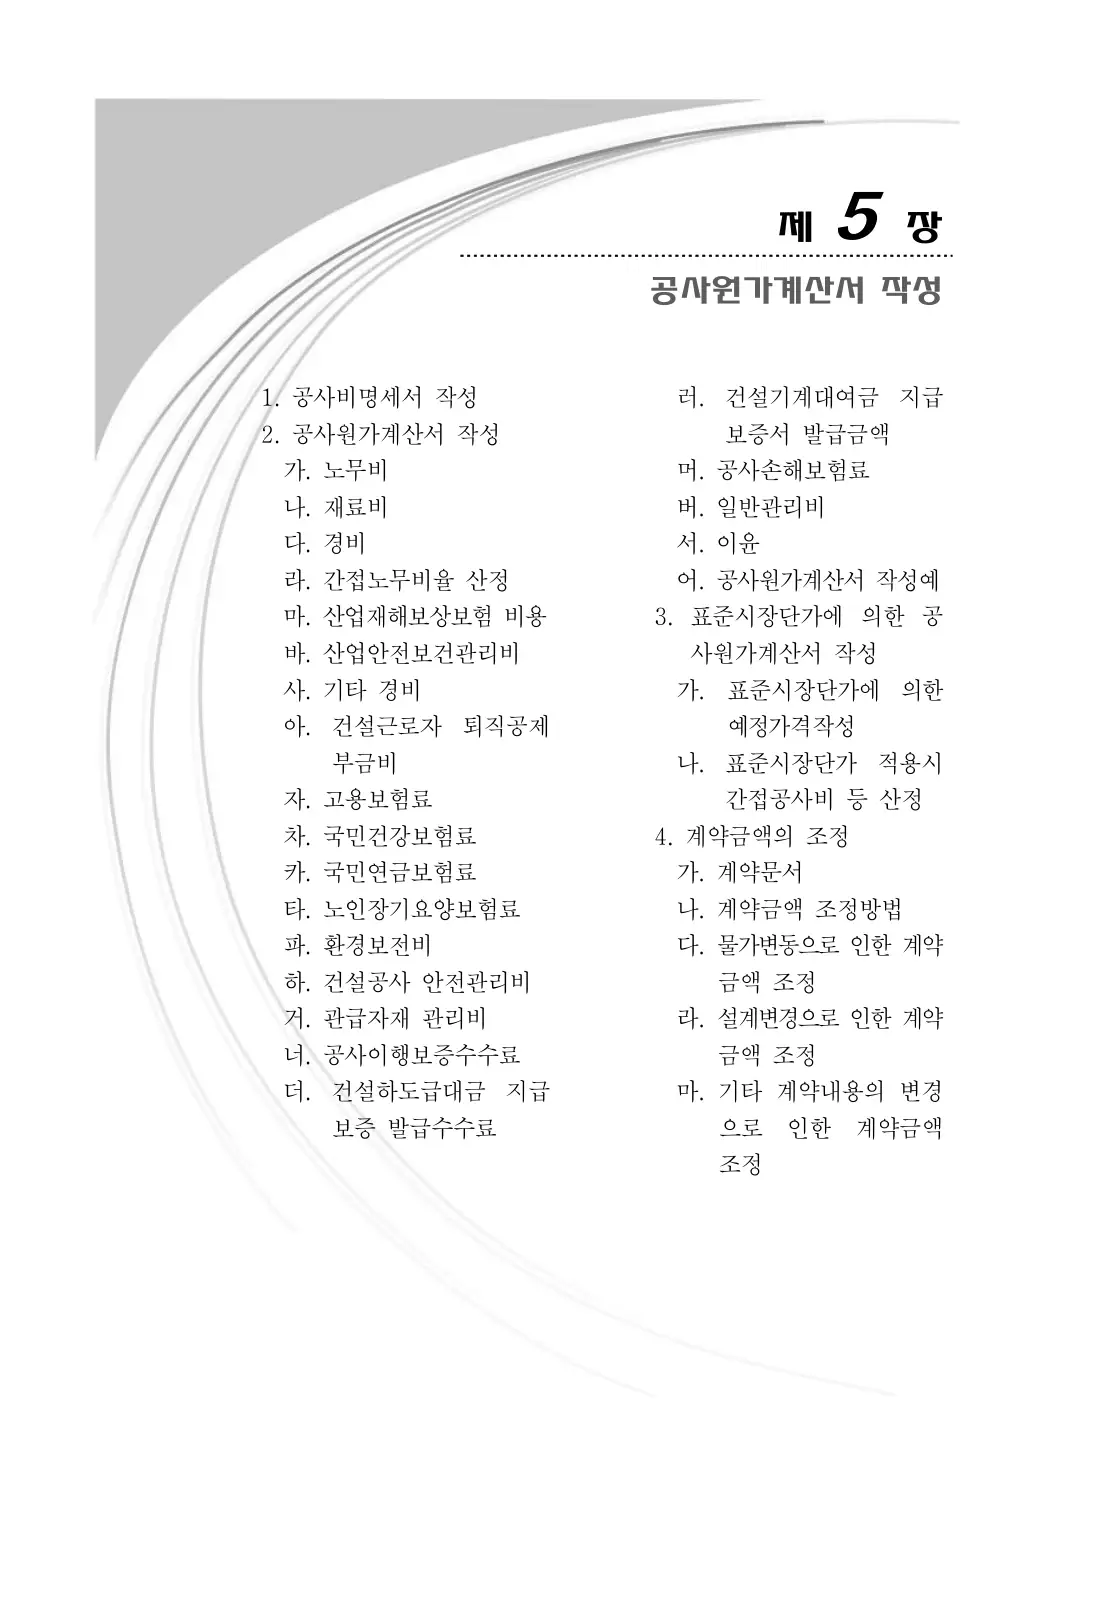 제 5 장
공사원가계산서 작성
1. 공사비명세서 작성
2. 공사원가계산서 작성
가. 노무비
나. 재료비
다. 경비
라. 간접노무비율 산정
마. 산업재해보상보험 비용
바. 산업안전보건관리비
사. 기타 경비
아. 건설근로자 퇴직공제
부금비
자. 고용보험료
차. 국민건강보험료
카. 국민연금보험료
타. 노인장기요양보험료
파. 환경보전비
하. 건설공사 안전관리비
거. 관급자재 관리비
너. 공사이행보증수수료
더. 건설하도급대금 지급
보증 발급수수료
러. 건설기계대여금 지급
보증서 발급금액
머. 공사손해보험료
버. 일반관리비
서. 이윤
어. 공사원가계산서 작성예
3. 표준시장단가에 의한 공
사원가계산서 작성
가. 표준시장단가에 의한
예정가격작성
나. 표준시장단가 적용시
간접공사비 등 산정
4. 계약금액의 조정
가. 계약문서
나. 계약금액 조정방법
다. 물가변동으로 인한 계약
금액 조정
라. 설계변경으로 인한 계약
금액 조정
마. 기타 계약내용의 변경
으로 인한 계약금액
조정